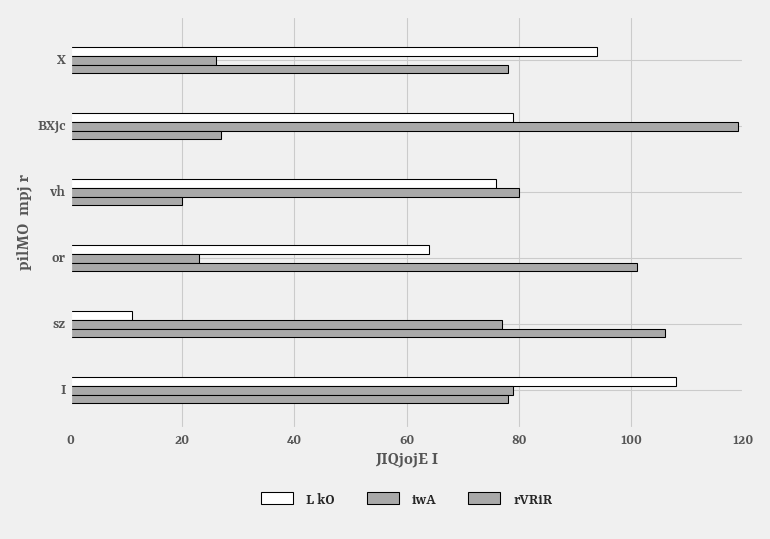 X
BXjc
vh
or
sz
I
pilMO mpj r
0 20 40 60 80 100 120
JIQjojE I
L kO iwA rVRiR